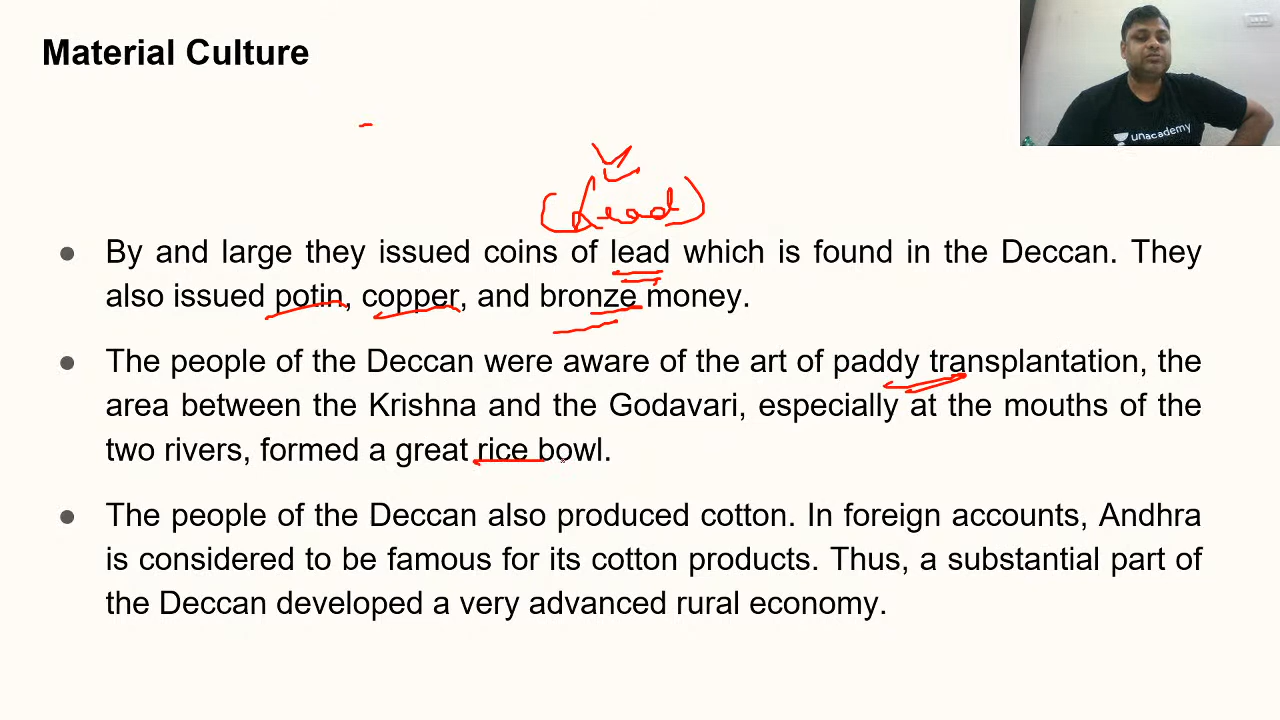 Material Culture
unacademy
(Lead)
● By and large they issued coins of lead which is found in the Deccan. They
also issued potin, copper, and bronze money.
● The people of the Deccan were aware of the art of paddy transplantation, the
area between the Krishna and the Godavari, especially at the mouths of the
two rivers, formed a great rice bowl.
● The people of the Deccan also produced cotton. In foreign accounts, Andhra
is considered to be famous for its cotton products. Thus, a substantial part of
the Deccan developed a very advanced rural economy.